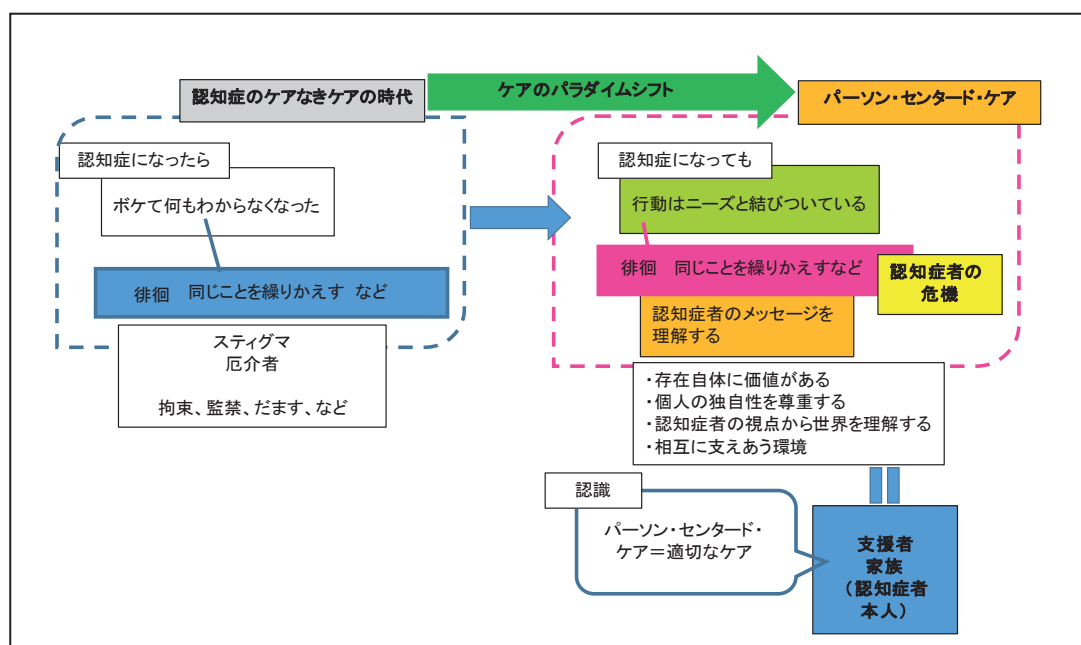 認知症のケアなきケアの時代
ケアのパラダイムシフト
パーソン・センタード・ケア
認知症になったら
ボケて何もわからなくなった
徘徊　同じことを繰りかえす　など
スティグマ
厄介者
拘束、監禁、だます、など
認知症になっても
行動はニーズと結びついている
徘徊　同じことを繰りかえすなど
認知症者の
危機
認知症者のメッセージを
理解する
・存在自体に価値がある
・個人の独自性を尊重する
・認知症者の視点から世界を理解する
・相互に支えあう環境
認識
パーソン・センタード・
ケア＝適切なケア
支援者
家族
（認知症者
本人）